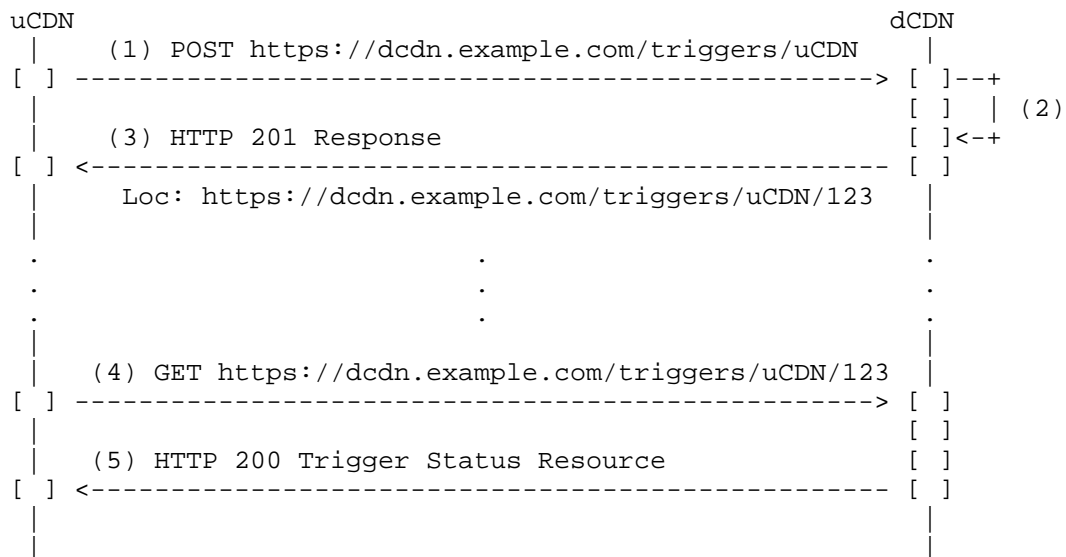 uCDN                                                   dCDN
 |    (1) POST https://dcdn.example.com/triggers/uCDN    |
[ ] --------------------------------------------------> [ ]--+
 |                                                      [ ]  | (2)
 |    (3) HTTP 201 Response                             [ ]<-+
[ ] <-------------------------------------------------- [ ]
 |     Loc: https://dcdn.example.com/triggers/uCDN/123   |
 |                                                       |
 .                           .                           .
 .                           .                           .
 .                           .                           .
 |                                                       |
 |   (4) GET https://dcdn.example.com/triggers/uCDN/123  |
[ ] --------------------------------------------------> [ ]
 |                                                      [ ]
 |   (5) HTTP 200 Trigger Status Resource               [ ]
[ ] <-------------------------------------------------- [ ]
 |                                                       |
 |                                                       |